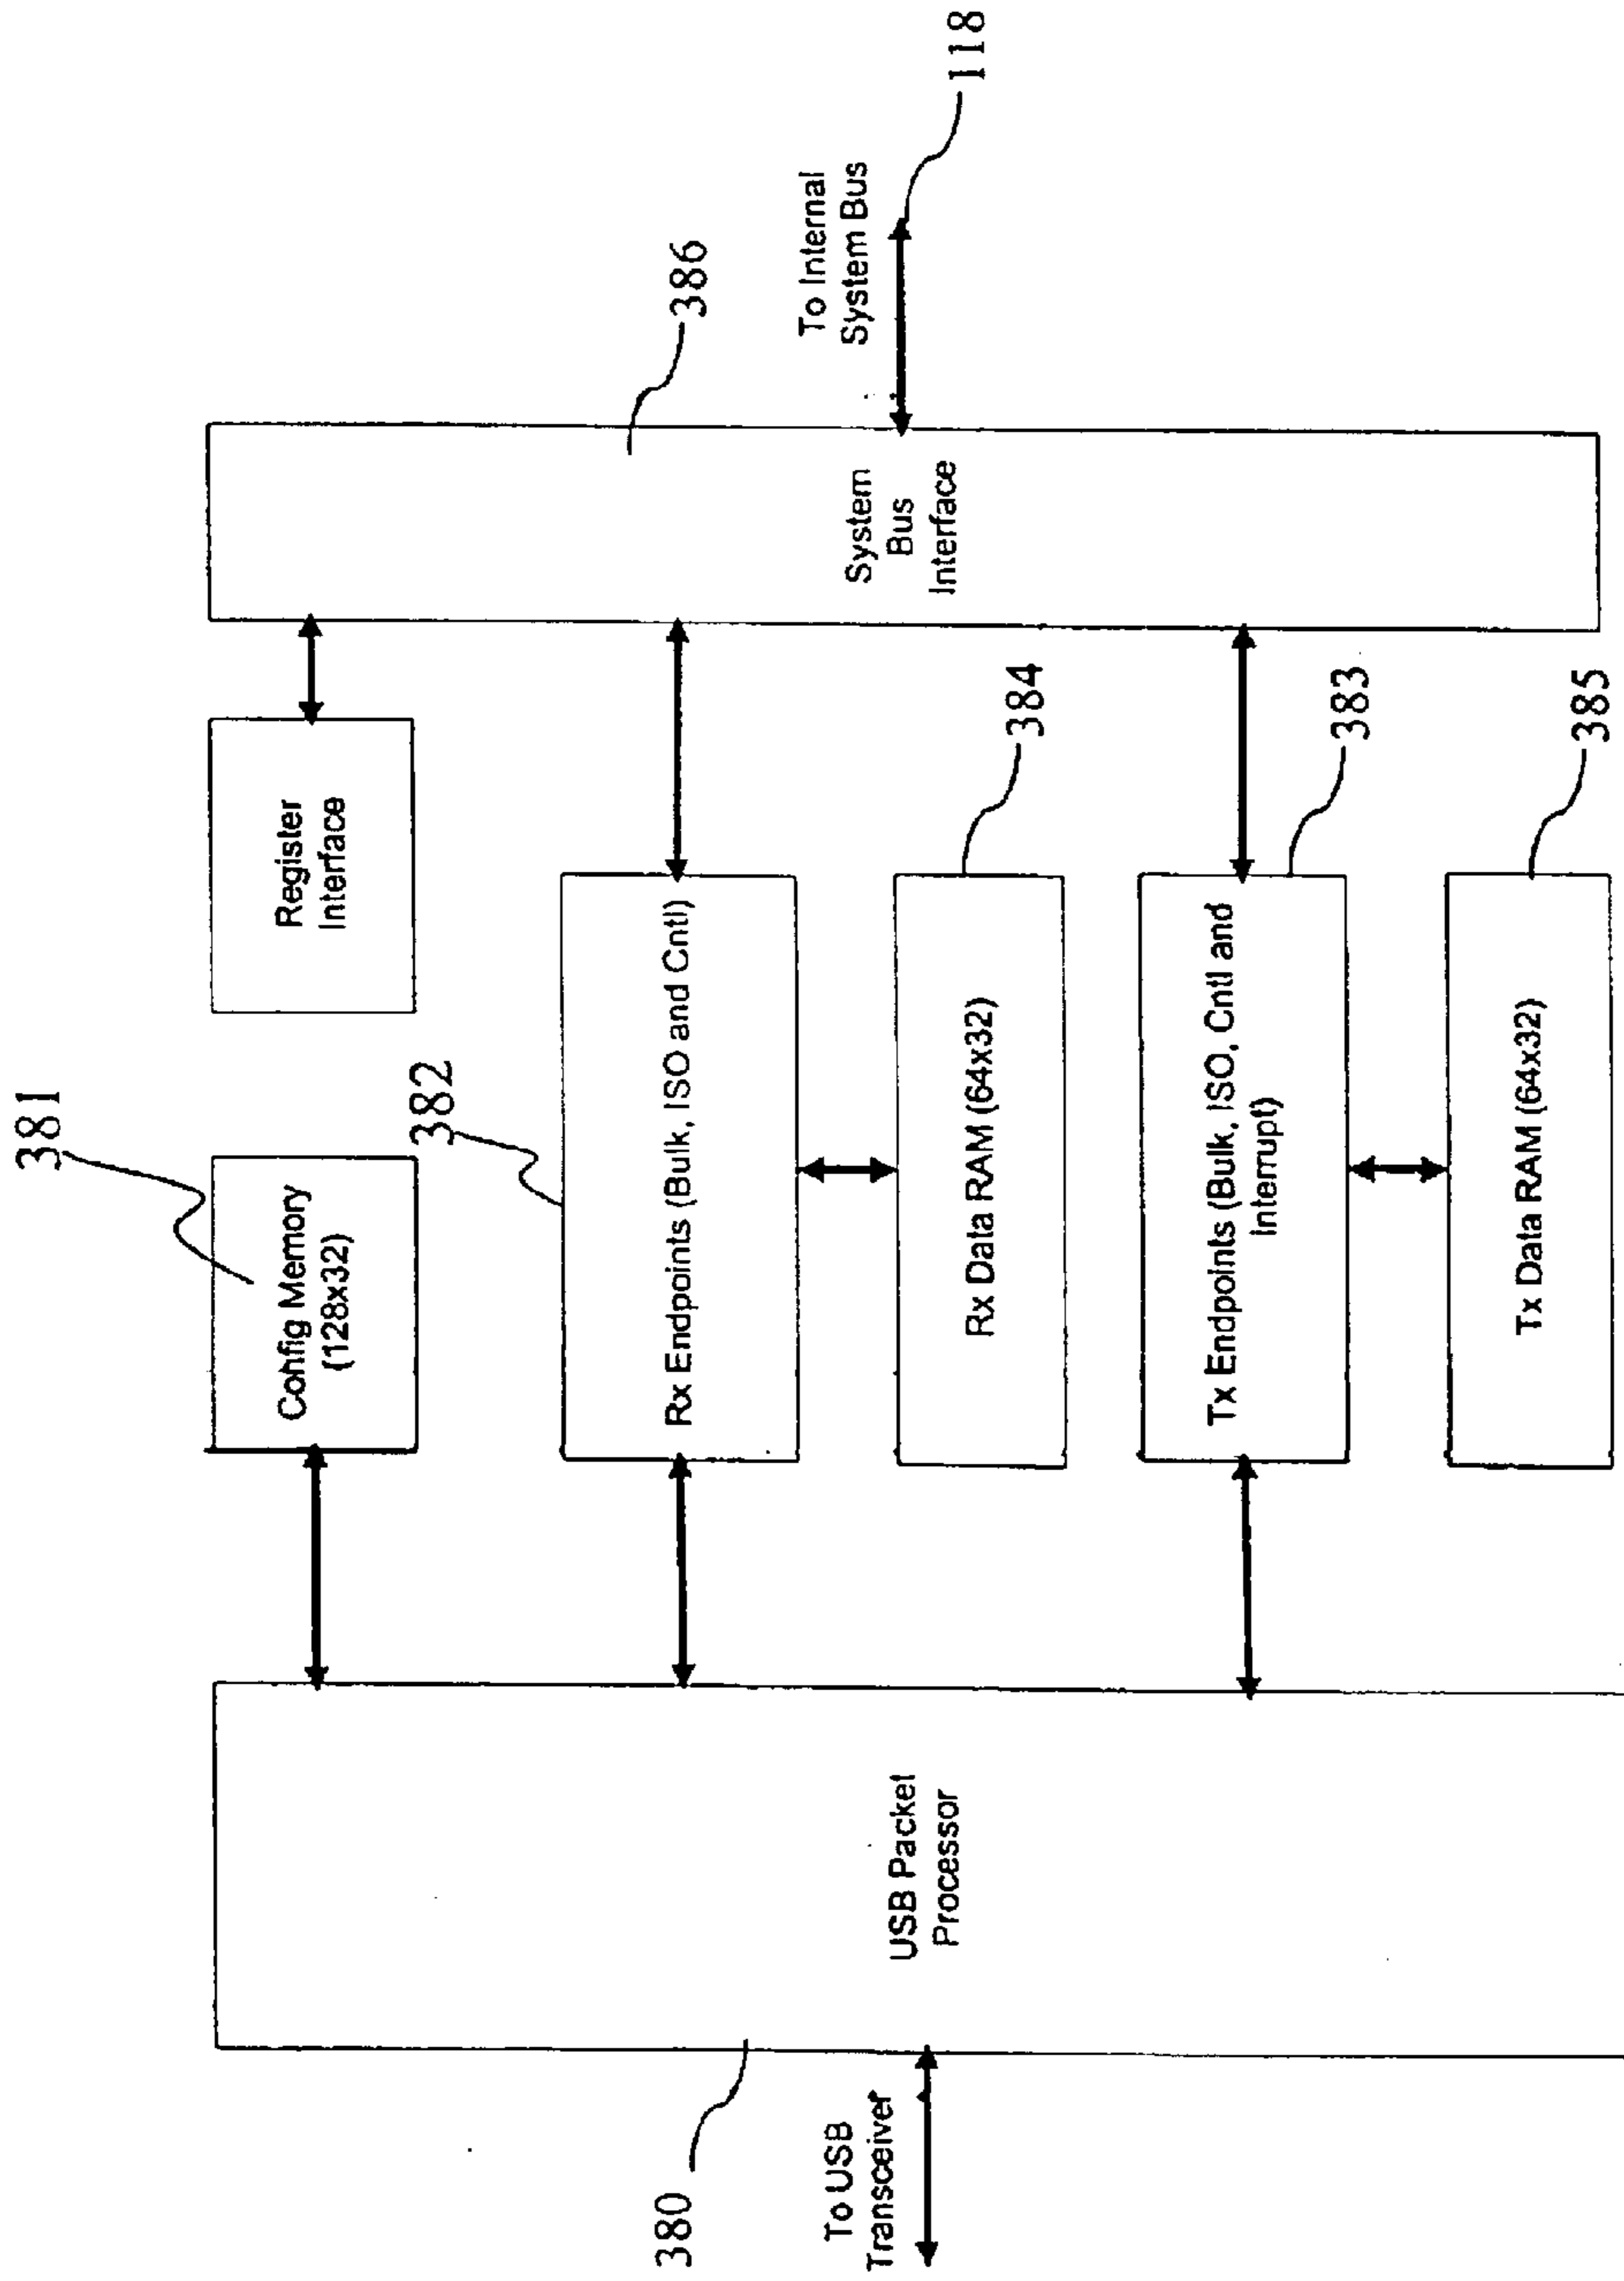 381
Config Memory
(128x32)
Register
Interface
386
382
Rx Endpoints (Bulk, ISO and Cntl)
384
Rx Data RAM (64x32)
To USB
Transceiver
380
USB Packet
Processor
System
Bus
Interface
To Internal
System Bus
118
383
Tx Endpoints (Bulk, ISO, Cntl and
Interrupt)
385
Tx Data RAM (64x32)